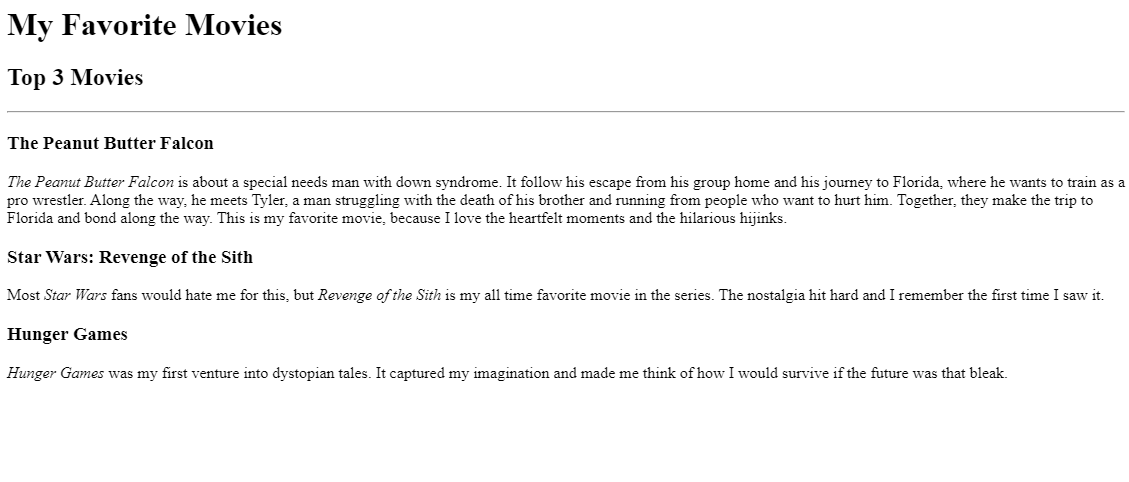 My Favorite Movies
Top 3 Movies
The Peanut Butter Falcon
The Peanut Butter Falcon is about a special needs man with down syndrome. It follow his escape from his group home and his journey to Florida, where he wants to train as a
pro wrestler. Along the way, he meets Tyler, a man struggling with the death of his brother and running from people who want to hurt him. Together, they make the trip to
Florida and bond along the way. This is my favorite movie, because I love the heartfelt moments and the hilarious hijinks.
Star Wars: Revenge of the Sith
Most Star Wars fans would hate me for this, but Revenge of the Sith is my all time favorite movie in the series. The nostalgia hit hard and I remember the first time I saw it.
Hunger Games
Hunger Games was my first venture into dystopian tales. It captured my imagination and made me think of how I would survive if the future was that bleak.